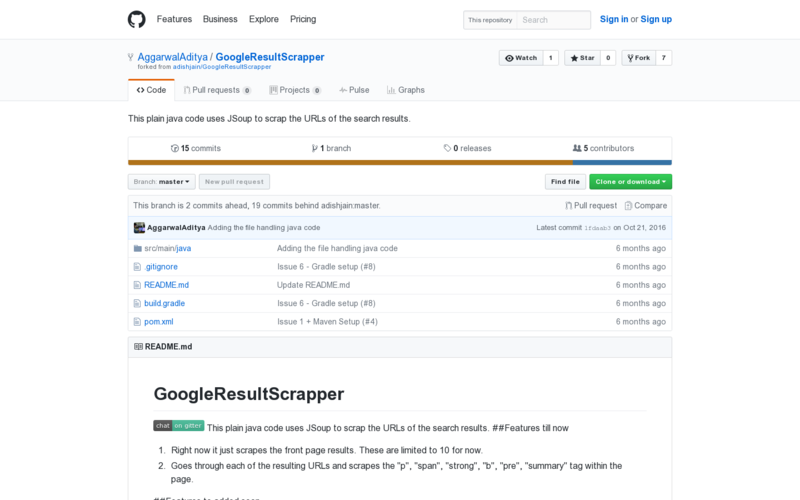 Features Business Explore Pricing This repository Search Sign in or Sign up
AggarwalAditya / GoogleResultScrapper Watch 1 Star 0 Fork 7
forked from adishjain/GoogleResultScrapper
Code Pull requests 0 Projects 0 Pulse Graphs
This plain java code uses JSoup to scrap the URLs of the search results.
15 commits 1 branch 0 releases 5 contributors
Branch: master New pull request Find file Clone or download
This branch is 2 commits ahead, 19 commits behind adishjain:master. Pull request Compare
AggarwalAditya Adding the file handling java code Latest commit on Oct 21, 2016
src/main/java Adding the file handling java code 6 months ago
.gitignore Issue 6 - Gradle setup (#8) 6 months ago
README.md Update README.md 6 months ago
build.gradle Issue 6 - Gradle setup (#8) 6 months ago
pom.xml Issue 1 + Maven Setup (#4) 6 months ago
README.md
GoogleResultScrapper
chat on gitter This plain java code uses JSoup to scrap the URLs of the search results. ##Features till now
1. Right now it just scrapes the front page results. These are limited to 10 for now.
2. Goes through each of the resulting URLs and scrapes the "p", "span", "strong", "b", "pre", "summary" tag within the
page.